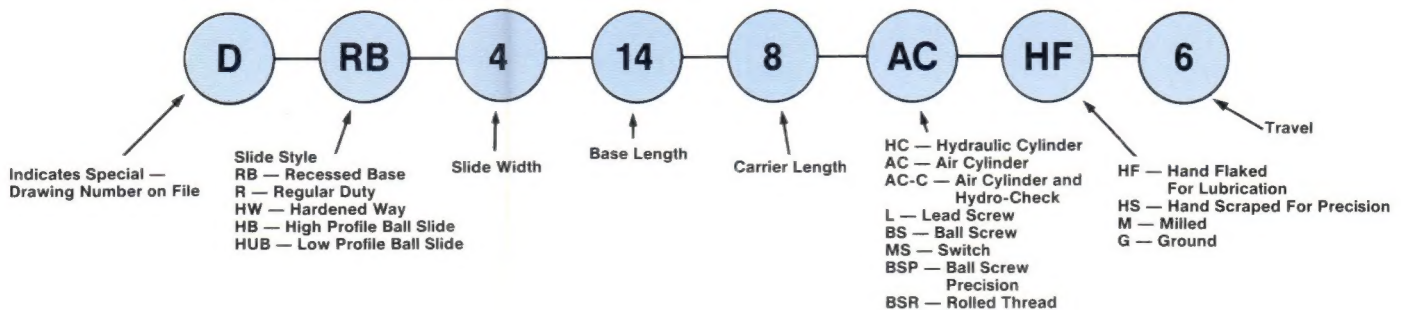 D RB 4 14 8 AC HF 6
Indicates Special —
Drawing Number on File
Slide Style
RB — Recessed Base
R — Regular Duty
HW — Hardened Way
HB — High Profile Ball Slide
HUB — Low Profile Ball Slide
Slide Width
Base Length
Carrier Length
HC — Hydraulic Cylinder
AC — Air Cylinder
AC-C — Air Cylinder and
Hydro-Check
L — Lead Screw
BS — Ball Screw
MS — Switch
BSP — Ball Screw
Precision
BSR — Rolled Thread
HF — Hand Flaked
For Lubrication
HS — Hand Scraped For Precision
M — Milled
G — Ground
Travel